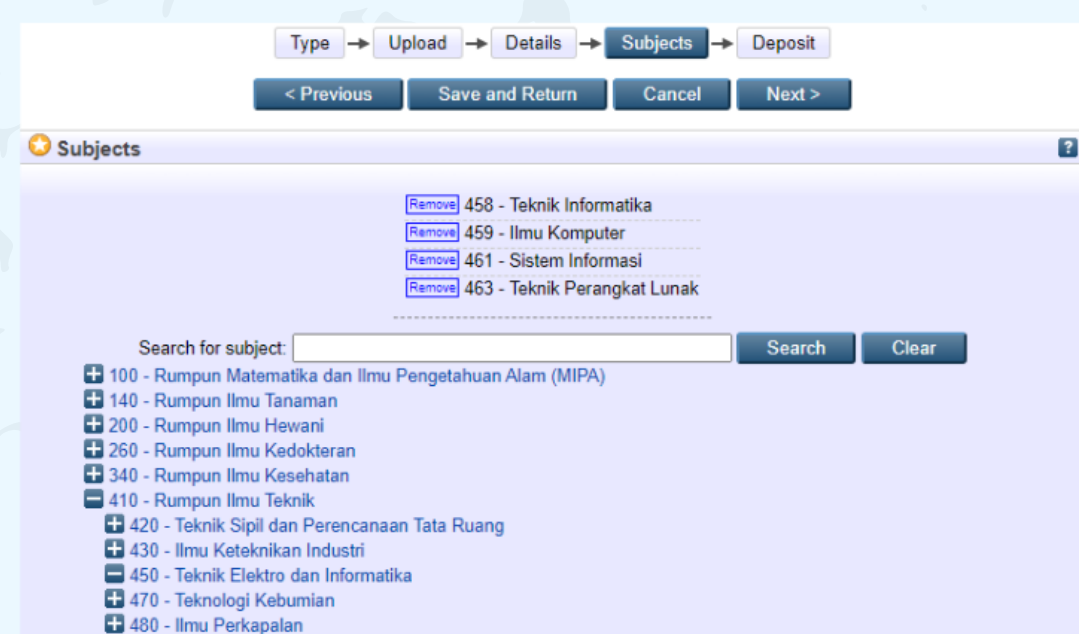 Type → Upload → Details → Subjects → Deposit
< Previous Save and Return Cancel Next >
Subjects ?
Remove 458 - Teknik Informatika
Remove 459 - Ilmu Komputer
Remove 461 - Sistem Informasi
Remove 463 - Teknik Perangkat Lunak
Search for subject: Search Clear
100 - Rumpun Matematika dan Ilmu Pengetahuan Alam (MIPA)
140 - Rumpun Ilmu Tanaman
200 - Rumpun Ilmu Hewani
260 - Rumpun Ilmu Kedokteran
340 - Rumpun Ilmu Kesehatan
410 - Rumpun Ilmu Teknik
420 - Teknik Sipil dan Perencanaan Tata Ruang
430 - Ilmu Keteknikan Industri
450 - Teknik Elektro dan Informatika
470 - Teknologi Kebumian
480 - Ilmu Perkapalan